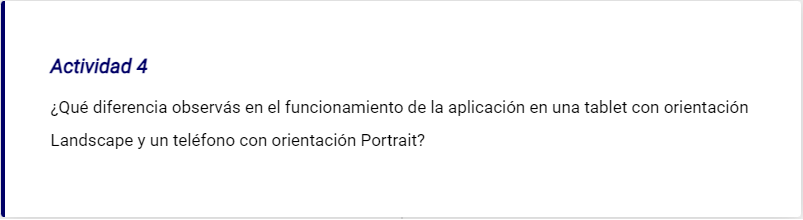 Actividad 4
¿Qué diferencia observás en el funcionamiento de la aplicación en una tablet con orientación
Landscape y un teléfono con orientación Portrait?